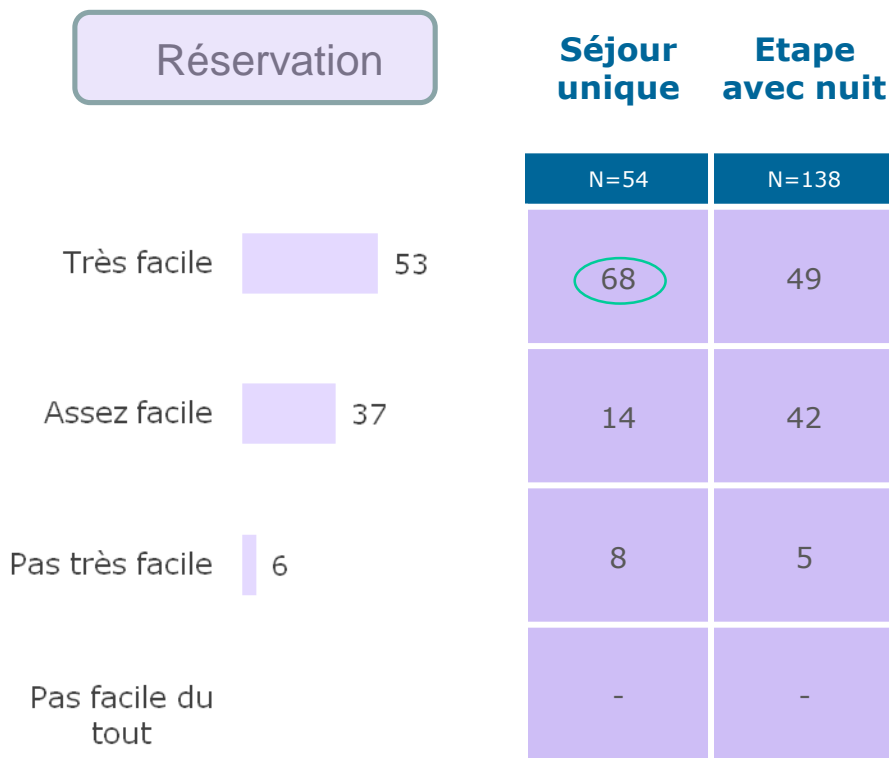 Réservation
Séjour unique
Etape avec nuit
N=54 N=138
Très facile 53 68 49
Assez facile 37 14 42
Pas très facile 6 8 5
Pas facile du
tout - -